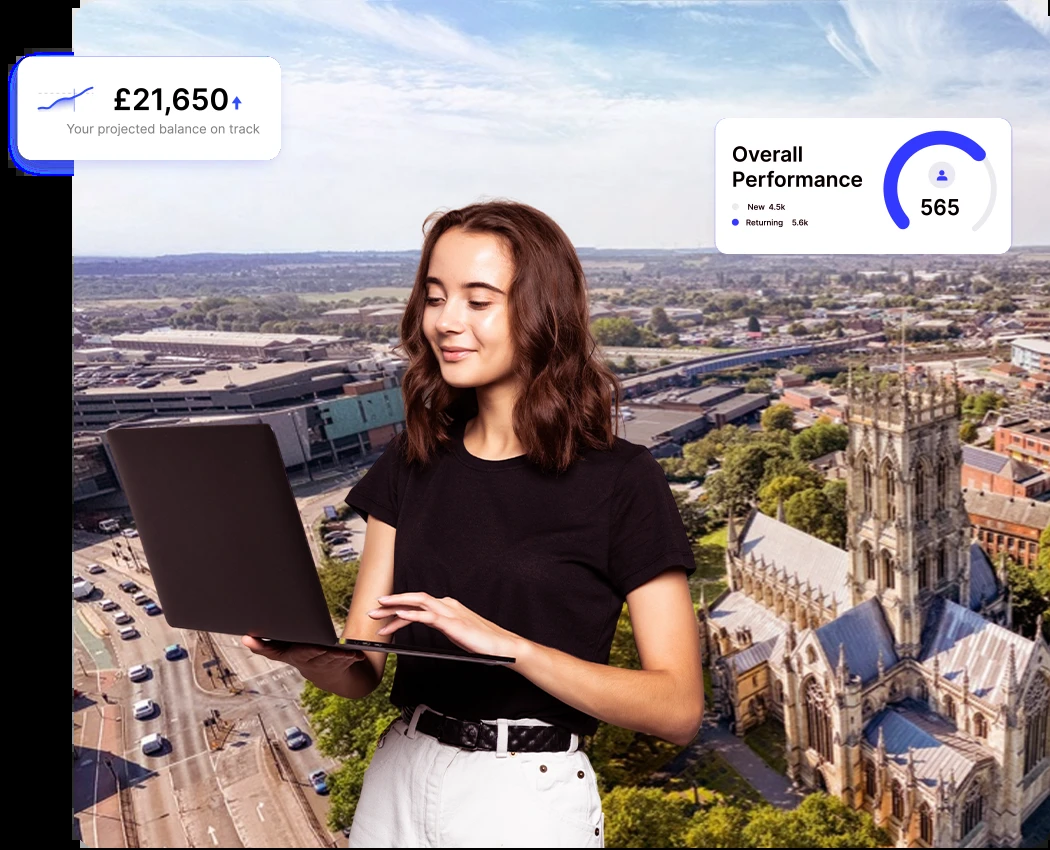 £21,650
Your projected balance on track
Overall
Performance
New 4.5k
Returning 5.6k
565